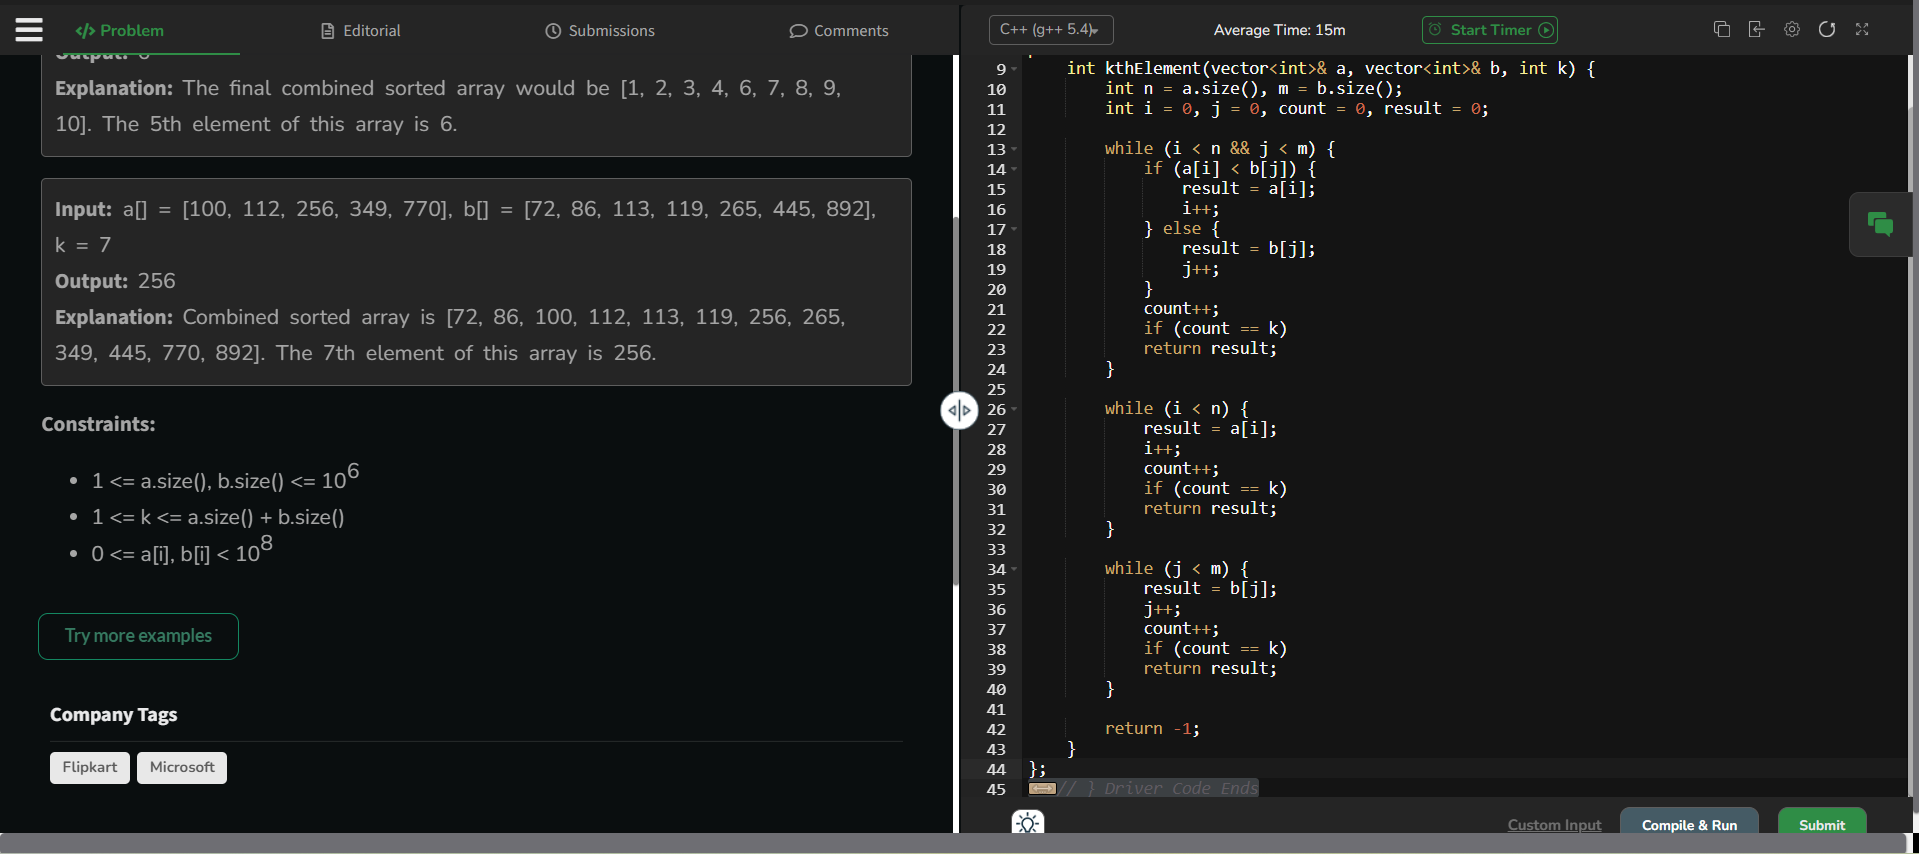 Problem
Editorial
Submissions
Comments
Output: 6
Explanation: The final combined sorted array would be [1, 2, 3, 4, 6, 7, 8, 9,
10]. The 5th element of this array is 6.
Input: a[] = [100, 112, 256, 349, 770], b[] = [72, 86, 113, 119, 265, 445, 892],
k = 7
Output: 256
Explanation: Combined sorted array is [72, 86, 100, 112, 113, 119, 256, 265,
349, 445, 770, 892]. The 7th element of this array is 256.
Constraints:
• 1 <= a.size(), b.size() <= 10^6
• 1 <= k <= a.size() + b.size()
• 0 <= a[i], b[i] < 10^8
Try more examples
Company Tags
Flipkart Microsoft
C++ (g++ 5.4)
Average Time: 15m
Start Timer
9 int kthElement(vector<int>& a, vector<int>& b, int k) {
10 int n = a.size(), m = b.size();
11 int i = 0, j = 0, count = 0, result = 0;
12
13 while (i < n && j < m) {
14 if (a[i] < b[j]) {
15 result = a[i];
16 i++;
17 } else {
18 result = b[j];
19 j++;
20 }
21 count++;
22 if (count == k)
23 return result;
24 }
25
26 while (i < n) {
27 result = a[i];
28 i++;
29 count++;
30 if (count == k)
31 return result;
32 }
33
34 while (j < m) {
35 result = b[j];
36 j++;
37 count++;
38 if (count == k)
39 return result;
40 }
41
42 return -1;
43 }
44 };
45 // } Driver Code Ends
Custom Input
Compile & Run
Submit